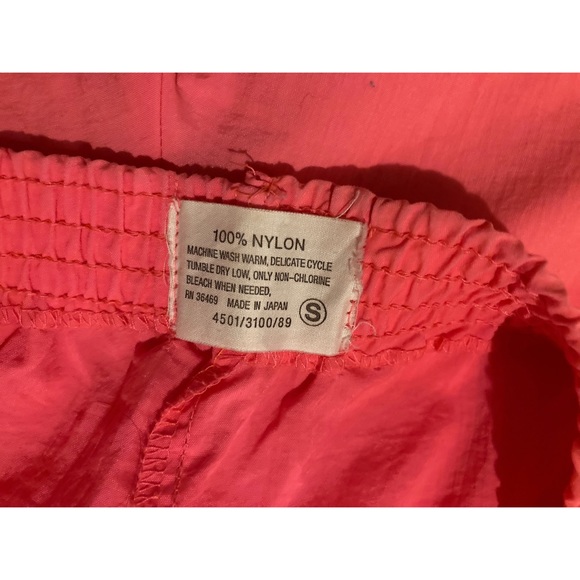 100% NYLON
MACHINE WASH WARM, DELICATE CYCLE
TUMBLE DRY LOW, ONLY NON-CHLORINE
BLEACH WHEN NEEDED,
RN 36469 MADE IN JAPAN S
4501/3100/89